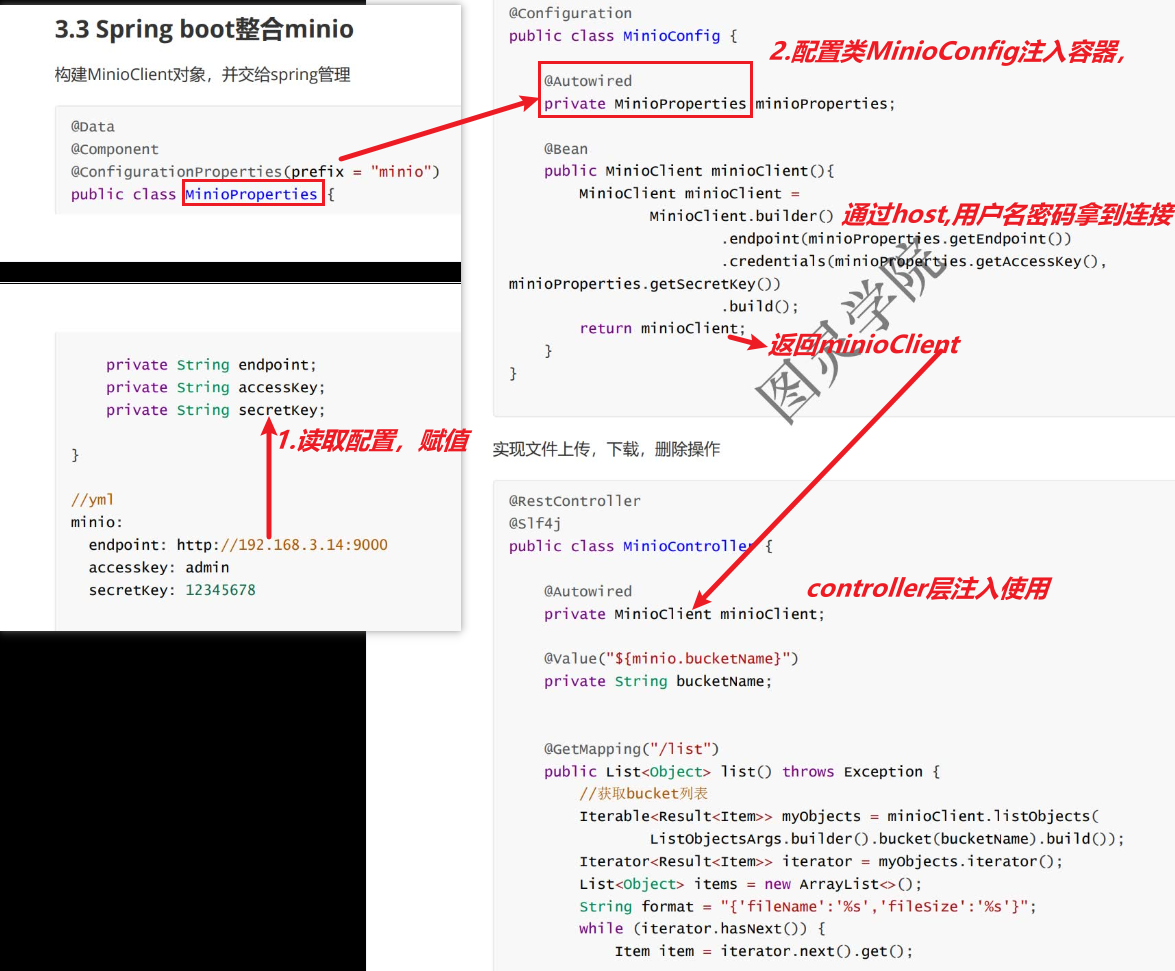 3.3 Spring boot整合minio
构建MinioClient对象，并交给spring管理
@Data
@Component
@ConfigurationProperties(prefix = "minio")
public class MinioProperties {
private String endpoint;
private String accessKey;
private String secretKey;
1.读取配置，赋值
}
//yml
minio:
endpoint: http://192.168.3.14:9000
accesskey: admin
secretKey: 12345678
@Configuration
public class MinioConfig {
2.配置类MinioConfig注入容器,
@Autowired
private MinioProperties minioProperties;
@Bean
public MinioClient minioClient(){
MinioClient minioClient =
MinioClient.builder()
通过host,用户名密码拿到连接
.endpoint(minioProperties.getEndpoint())
.credentials(minioProperties.getAccessKey(),
minioProperties.getSecretKey())
.build();
return minioClient;
返回minioClient
}
}
图灵学院
实现文件上传，下载，删除操作
@RestController
@Slf4j
public class MinioController {
controller层注入使用
@Autowired
private MinioClient minioClient;
@Value("${minio.bucketName}")
private String bucketName;
@GetMapping("/list")
public List<Object> list() throws Exception {
//获取bucket列表
Iterable<Result<Item>> myObjects = minioClient.listObjects(
ListObjectsArgs.builder().bucket(bucketName).build());
Iterator<Result<Item>> iterator = myObjects.iterator();
List<Object> items = new ArrayList<>();
String format = "{'fileName':'%s','fileSize':'%s'}";
while (iterator.hasNext()) {
Item item = iterator.next().get();